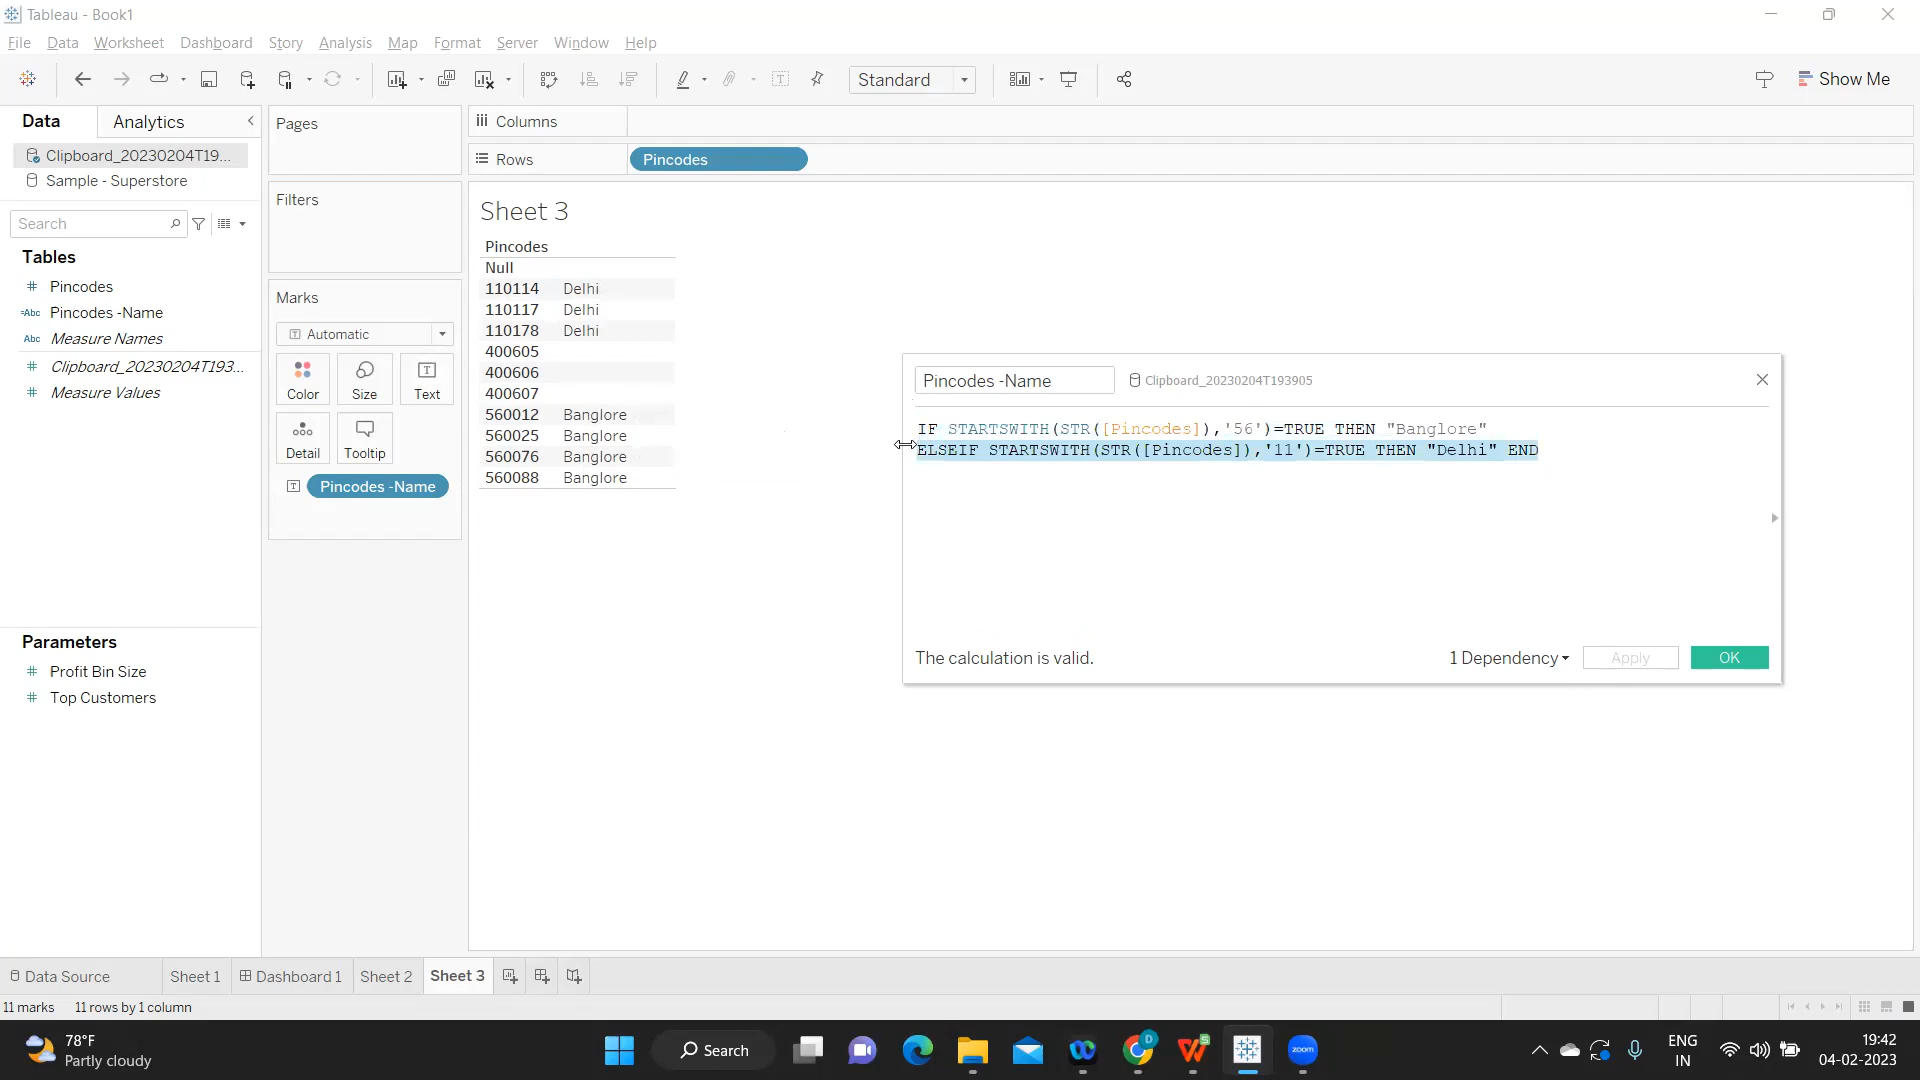 Tableau - Book1
File Data Worksheet Dashboard Story Analysis Map Format Server Window Help
Standard
Show Me
Data Analytics
Clipboard_20230204T19...
Sample - Superstore
Search
Tables
Pincodes
Abc Pincodes -Name
Abc Measure Names
Clipboard_20230204T193...
Measure Values
Parameters
Profit Bin Size
Top Customers
Pages
Filters
Marks
Automatic
Color Size Text
Detail Tooltip
Pincodes -Name
Columns
Rows Pincodes
Sheet 3
Pincodes
Null
110114 Delhi
110117 Delhi
110178 Delhi
400605
400606
400607
560012 Banglore
560025 Banglore
560076 Banglore
560088 Banglore
Pincodes -Name Clipboard_20230204T193905
IF STARTSWITH(STR([Pincodes]),'56')=TRUE THEN "Banglore"
ELSEIF STARTSWITH(STR([Pincodes]),'11')=TRUE THEN "Delhi" END
The calculation is valid. 1 Dependency Apply OK
Data Source Sheet 1 Dashboard 1 Sheet 2 Sheet 3
11 marks 11 rows by 1 column
78°F
Partly cloudy
Search
zoom
ENG
IN
19:42
04-02-2023